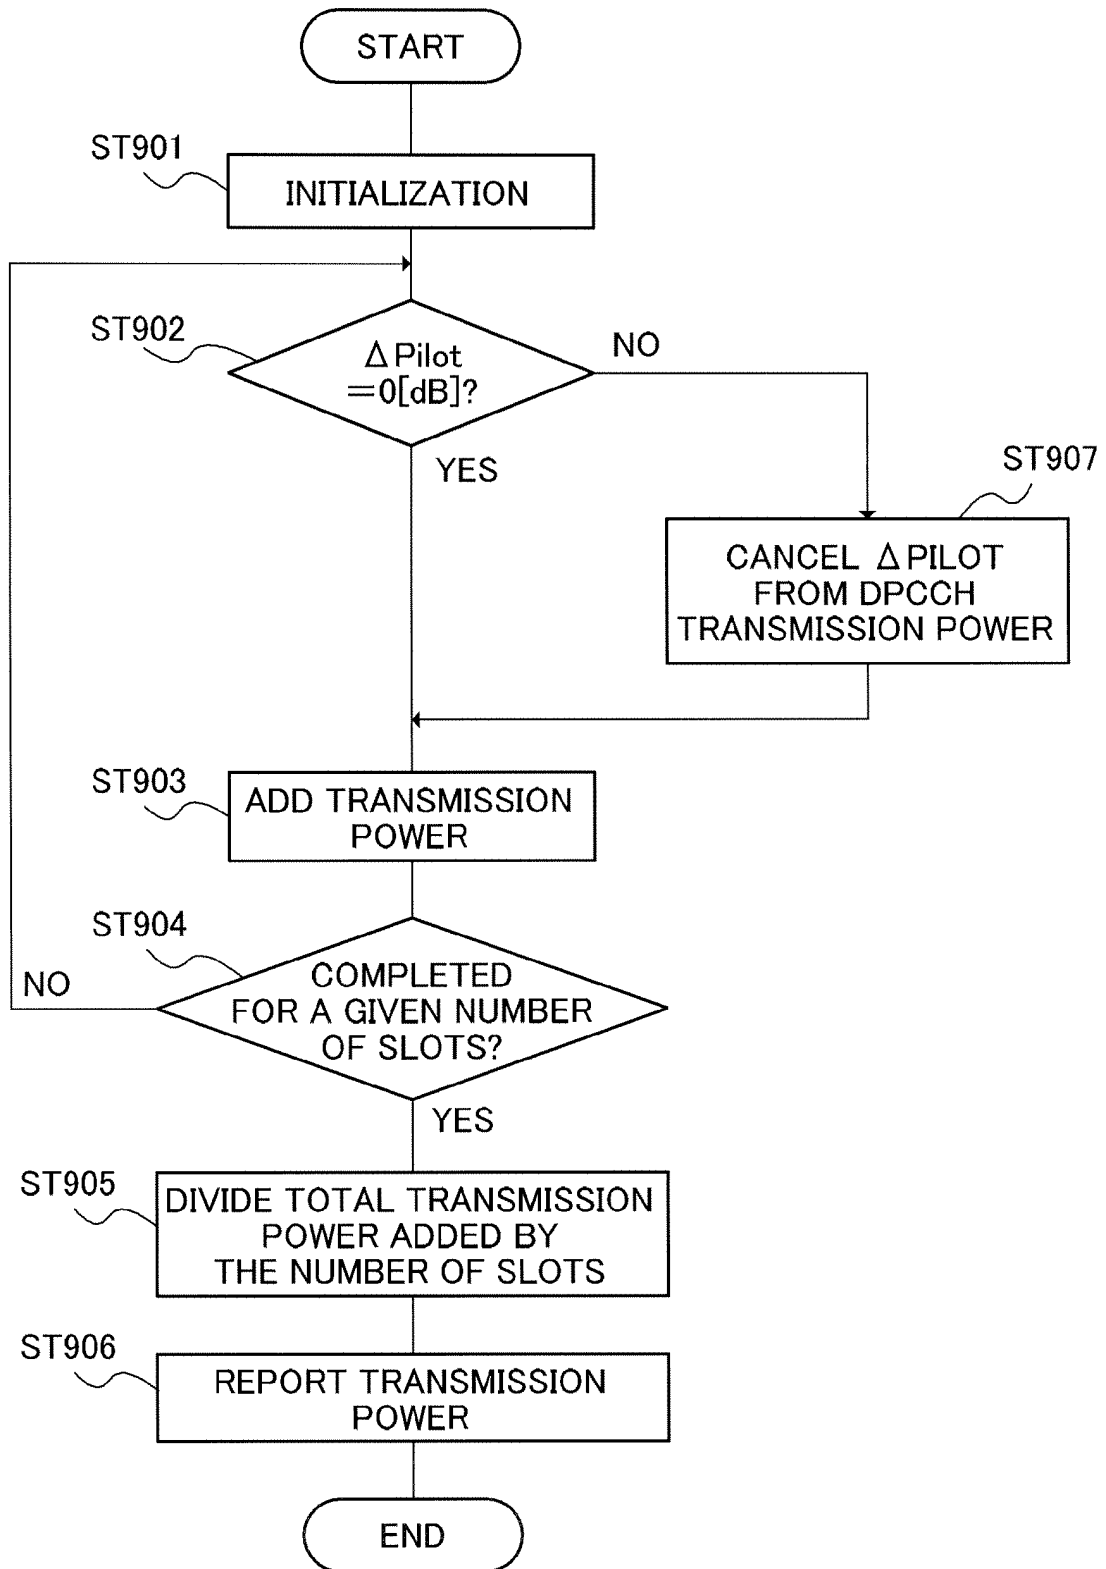 START
ST901
INITIALIZATION
ST902
Δ Pilot
=0[dB]?
NO
YES
ST907
CANCEL Δ PILOT
FROM DPCCH
TRANSMISSION POWER
ST903
ADD TRANSMISSION
POWER
ST904
NO
COMPLETED
FOR A GIVEN NUMBER
OF SLOTS?
YES
ST905
DIVIDE TOTAL TRANSMISSION
POWER ADDED BY
THE NUMBER OF SLOTS
ST906
REPORT TRANSMISSION
POWER
END